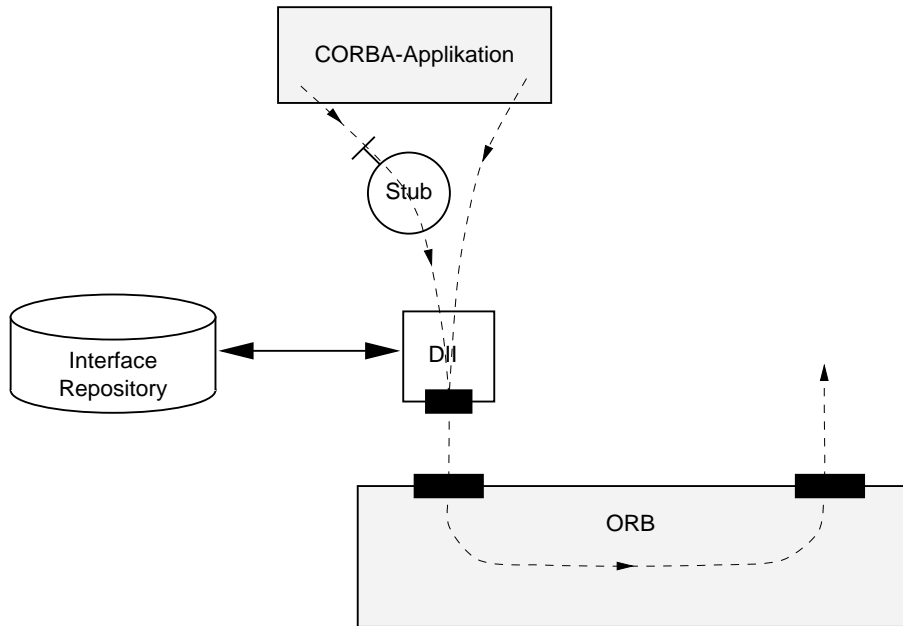 CORBA-Applikation
Stub
DII
Interface
Repository
ORB